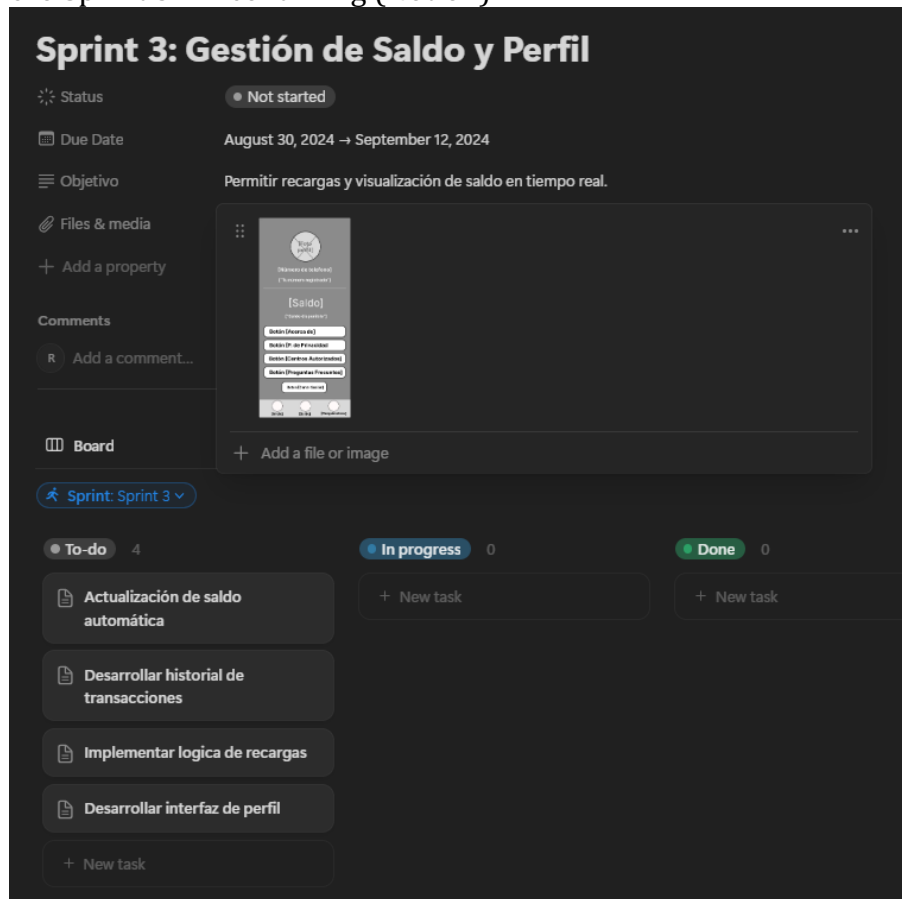 Sprint 3: Gestión de Saldo y Perfil
Status
Not started
Due Date
August 30, 2024 → September 12, 2024
Objetivo
Permitir recargas y visualización de saldo en tiempo real.
Files & media
[Saldo]
Botón [Acerca de]
Botón [P. de Privacidad
Botón [Centros Autorizados]
Botón [Preguntas Frecuentes]
+ Add a property
Comments
R Add a comment...
+ Add a file or image
Board
Sprint: Sprint 3
To-do 4
In progress 0
Done 0
Actualización de saldo
automática
+ New task
+ New task
Desarrollar historial de
transacciones
Implementar logica de recargas
Desarrollar interfaz de perfil
+ New task